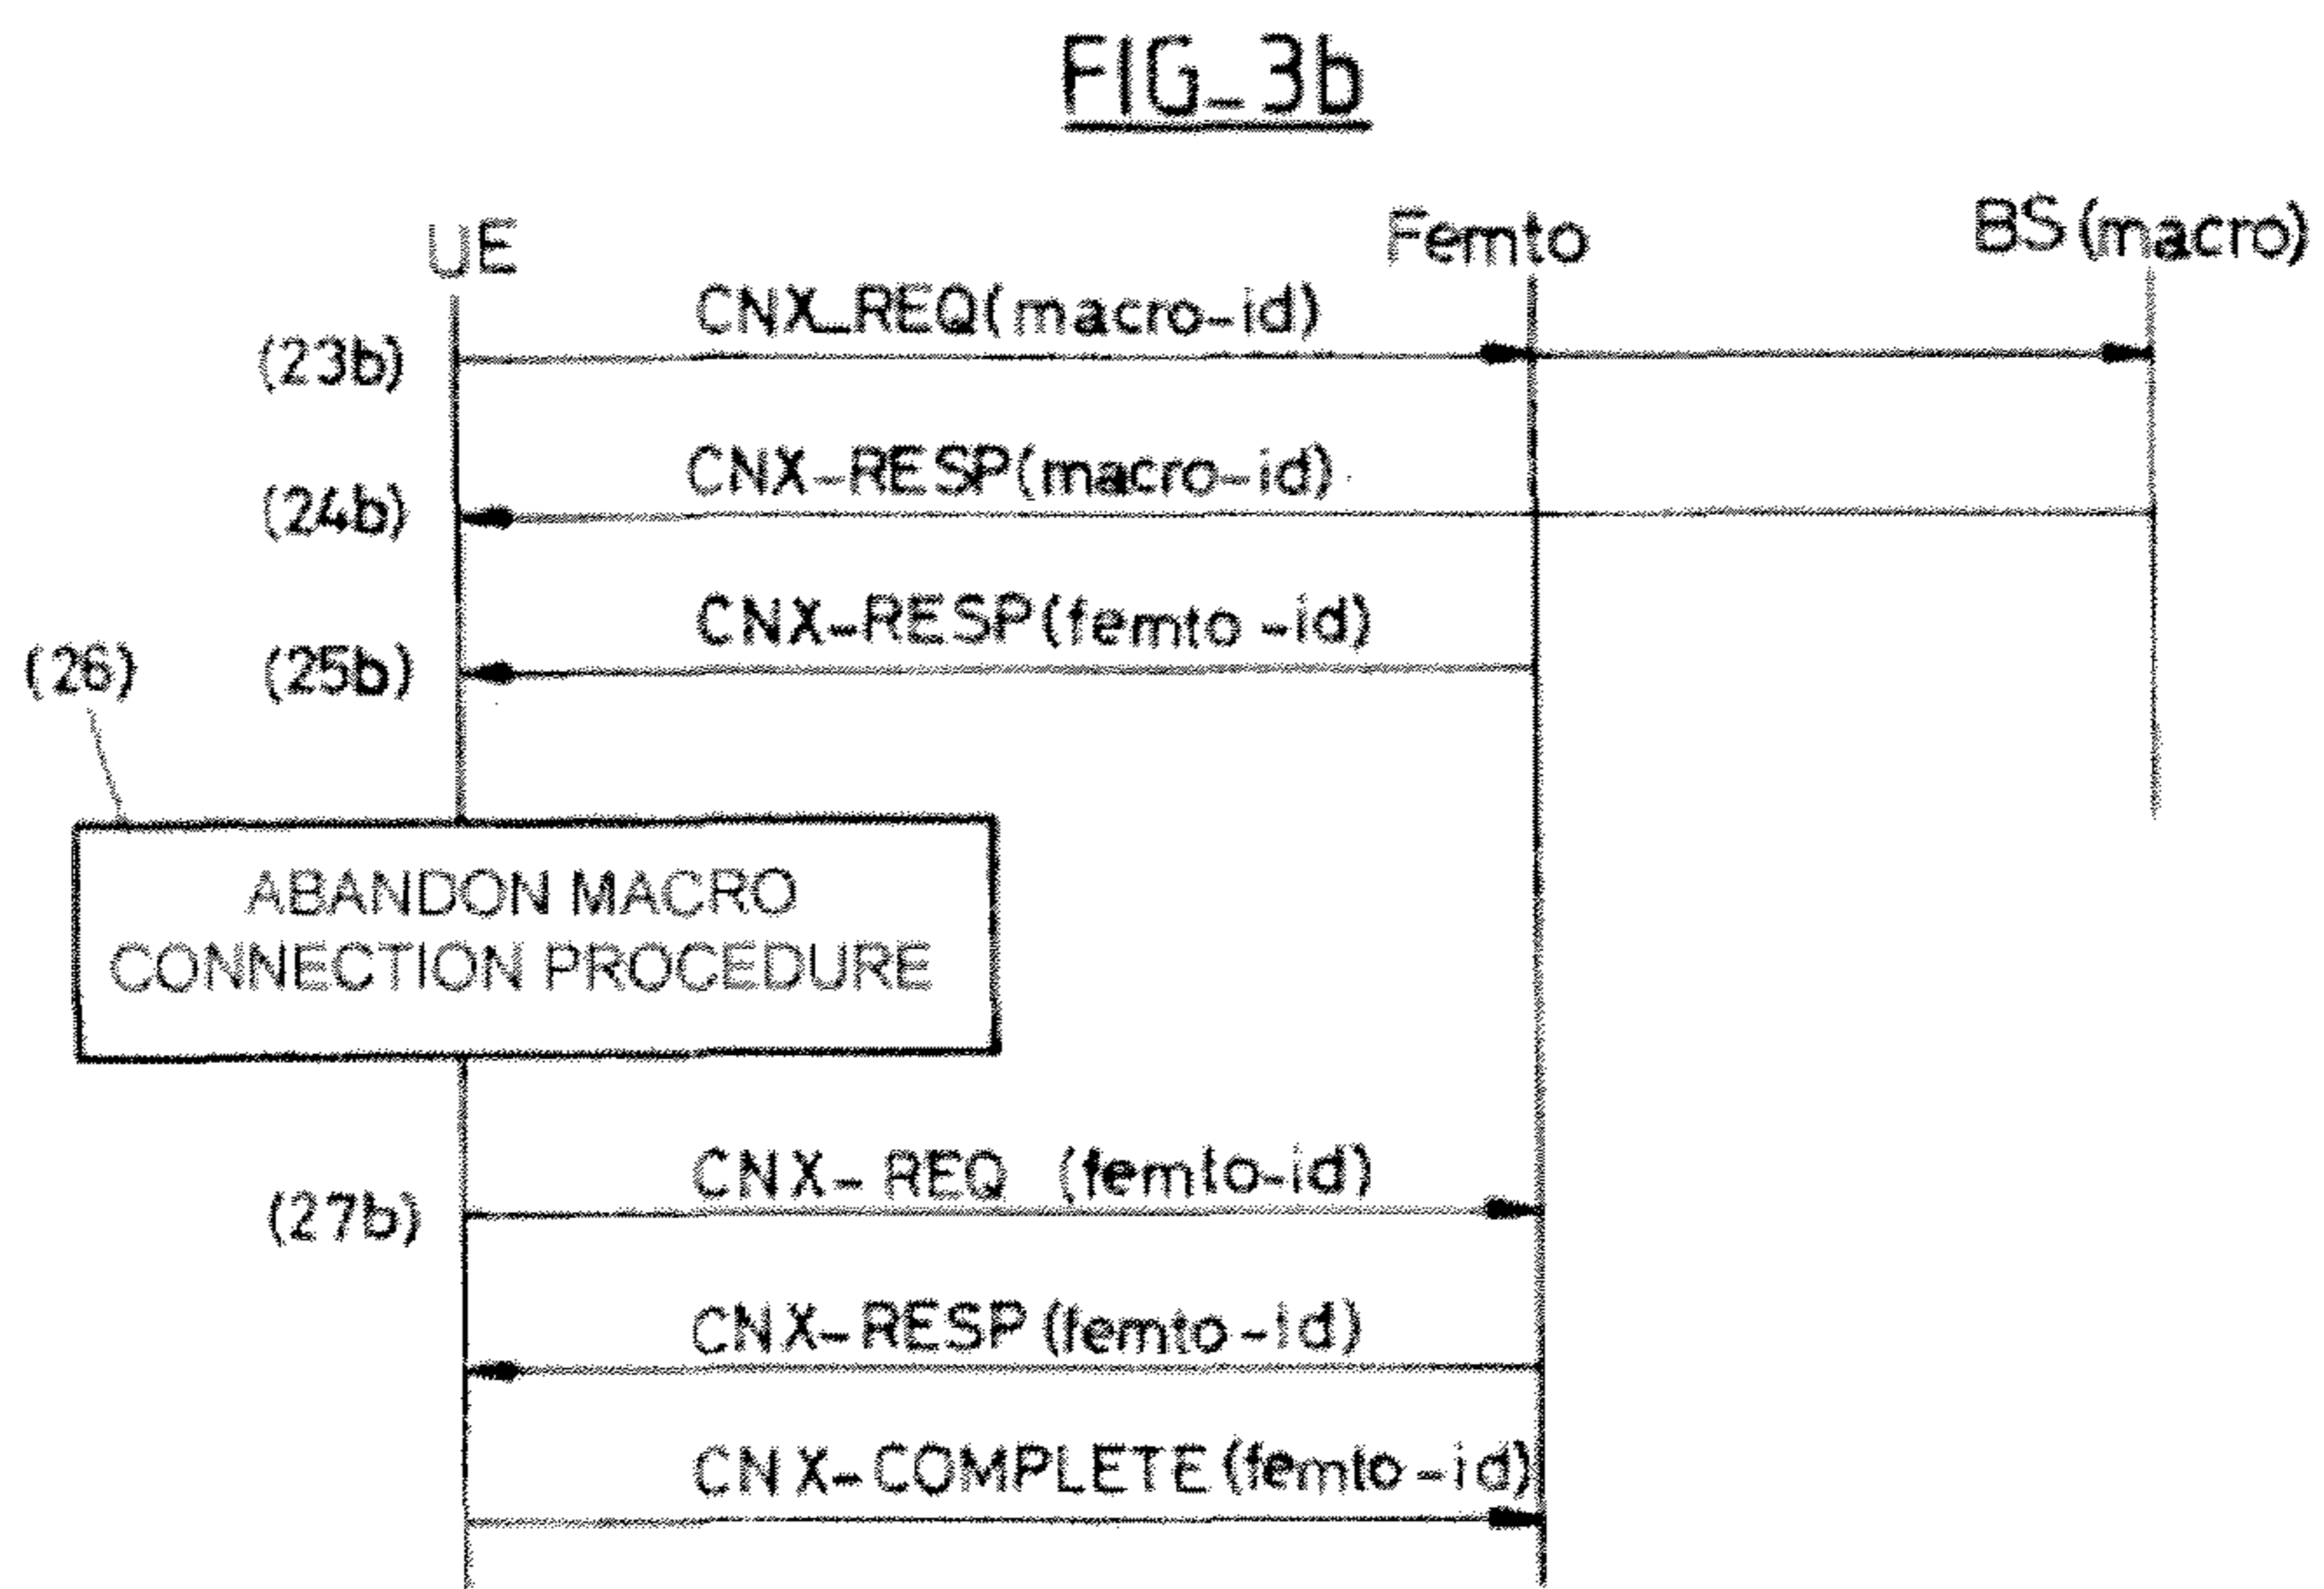 FIG_3b
UE
Femto
BS (macro)
(23b)
CNX_REQ(macro-id)
(24b)
CNX-RESP(macro-id)
(25b)
CNX-RESP(femto-id)
(26)
ABANDON MACRO
CONNECTION PROCEDURE
(27b)
CNX-REQ (femto-id)
CNX-RESP (femto-id)
CNX-COMPLETE (femto-id)